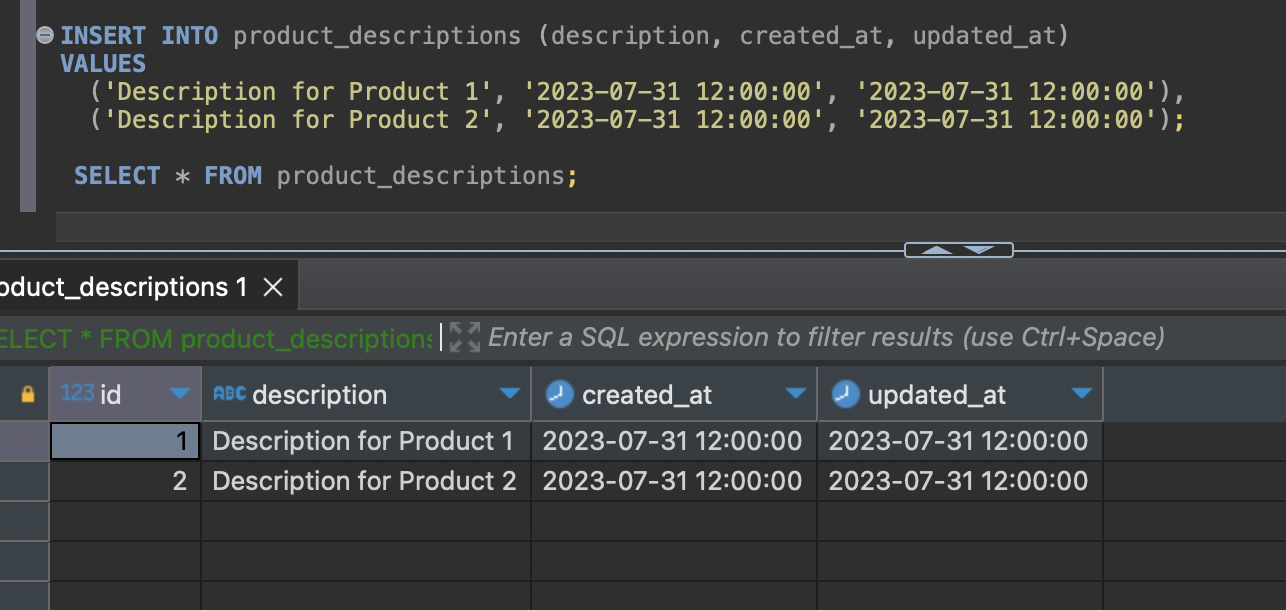 INSERT INTO product_descriptions (description, created_at, updated_at)
VALUES
('Description for Product 1', '2023-07-31 12:00:00', '2023-07-31 12:00:00'),
('Description for Product 2', '2023-07-31 12:00:00', '2023-07-31 12:00:00');
SELECT * FROM product_descriptions;
oduct_descriptions 1
ELECT * FROM product_descriptions Enter a SQL expression to filter results (use Ctrl+Space)
123 id ABC description created_at updated_at
1 Description for Product 1 2023-07-31 12:00:00 2023-07-31 12:00:00
2 Description for Product 2 2023-07-31 12:00:00 2023-07-31 12:00:00